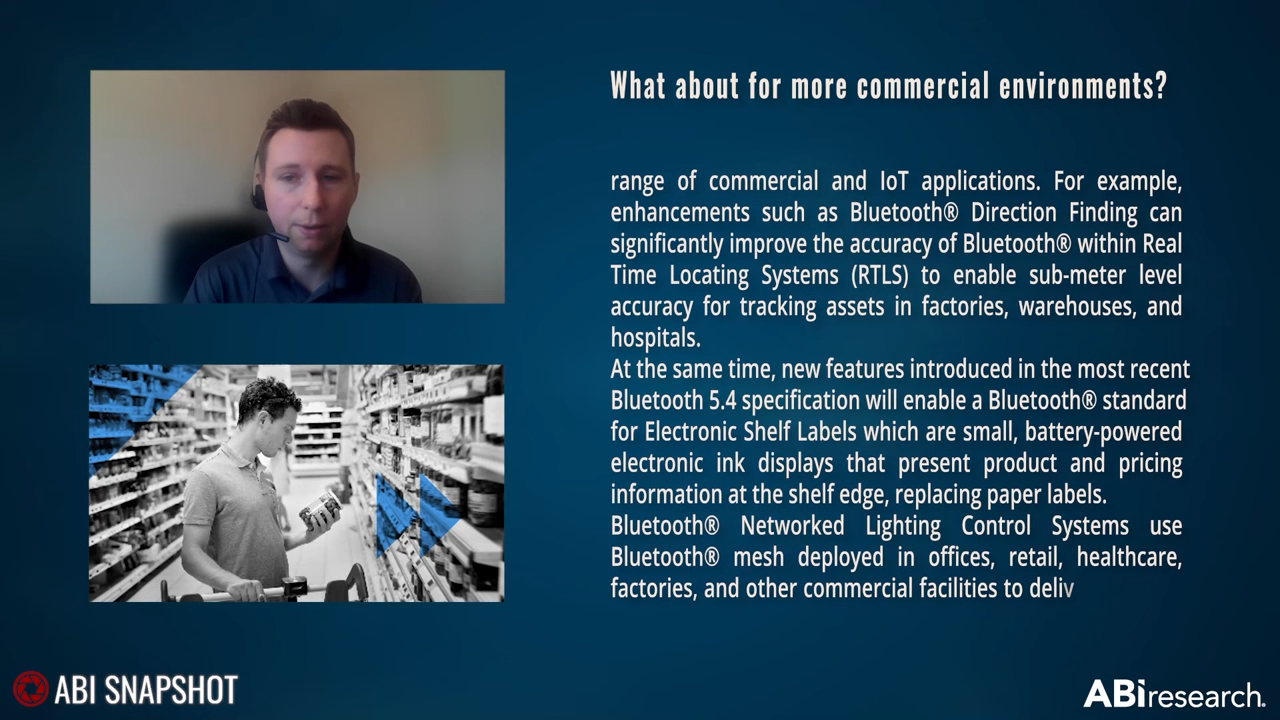 What about for more commercial environments?
range of commercial and IoT applications. For example,
enhancements such as Bluetooth® Direction Finding can
significantly improve the accuracy of Bluetooth® within Real
Time Locating Systems (RTLS) to enable sub-meter level
accuracy for tracking assets in factories, warehouses, and
hospitals.
At the same time, new features introduced in the most recent
Bluetooth 5.4 specification will enable a Bluetooth® standard
for Electronic Shelf Labels which are small, battery-powered
electronic ink displays that present product and pricing
information at the shelf edge, replacing paper labels.
Bluetooth® Networked Lighting Control Systems use
Bluetooth® mesh deployed in offices, retail, healthcare,
factories, and other commercial facilities to deliv
ABI SNAPSHOT
ABIresearch.